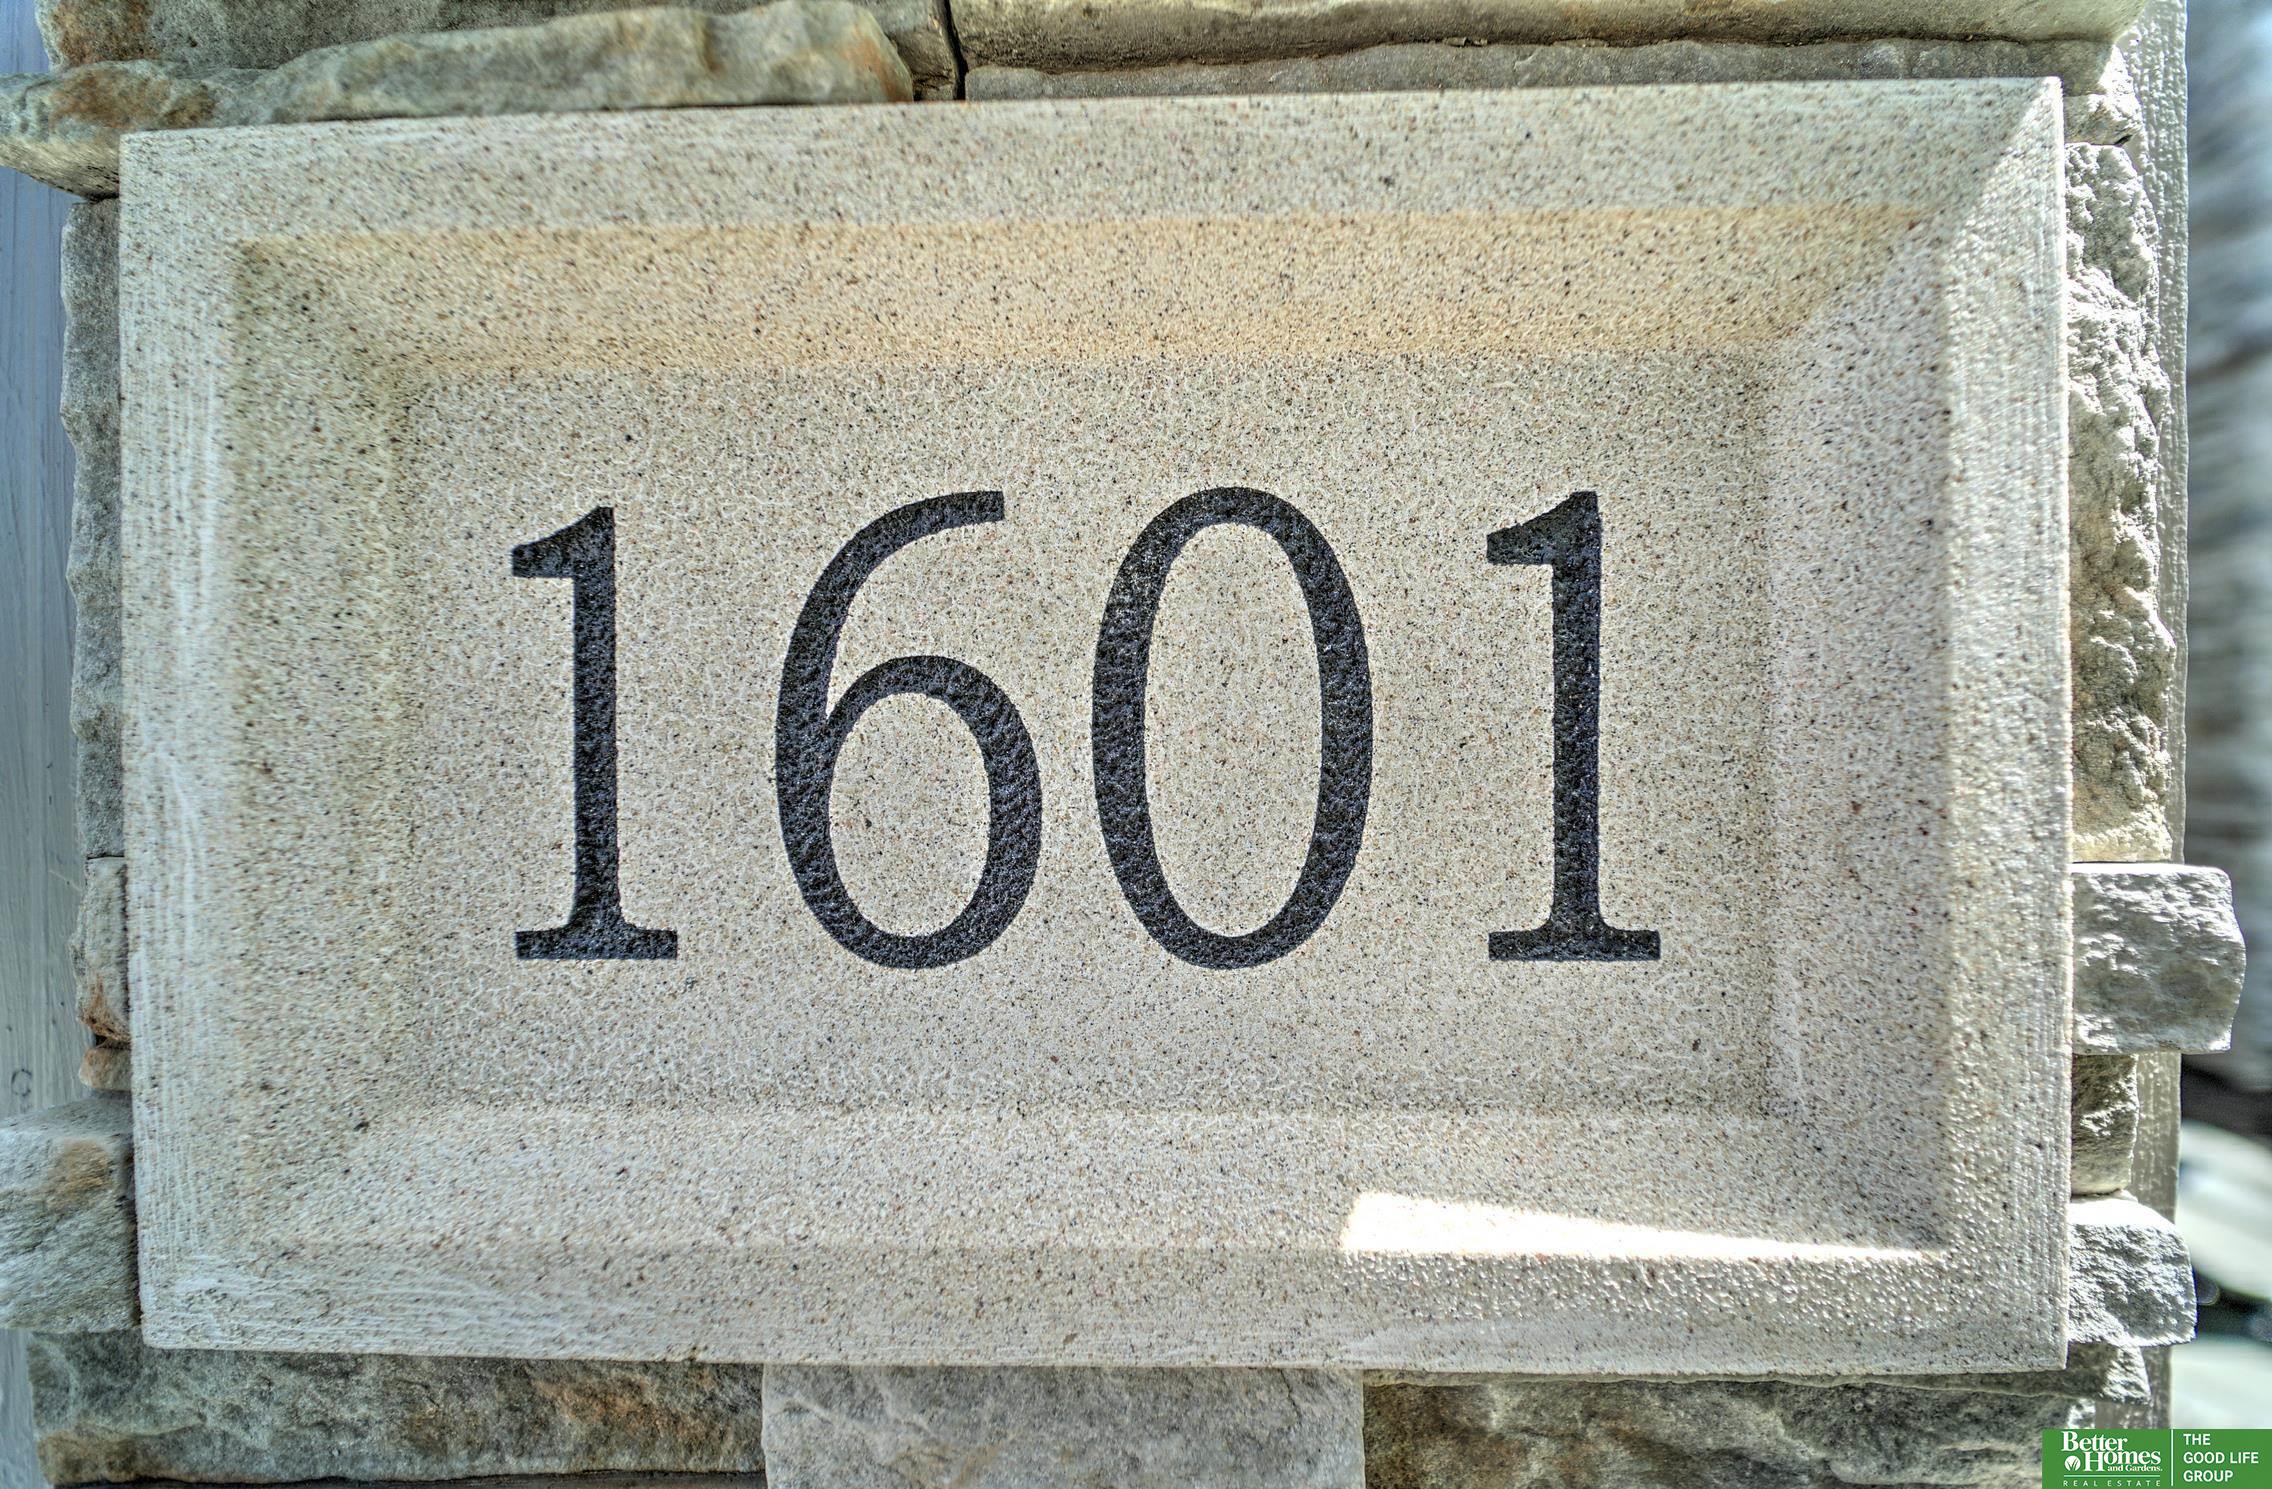 1601
Better
Homes
and Gardens.
REAL ESTATE
THE
GOOD LIFE
GROUP